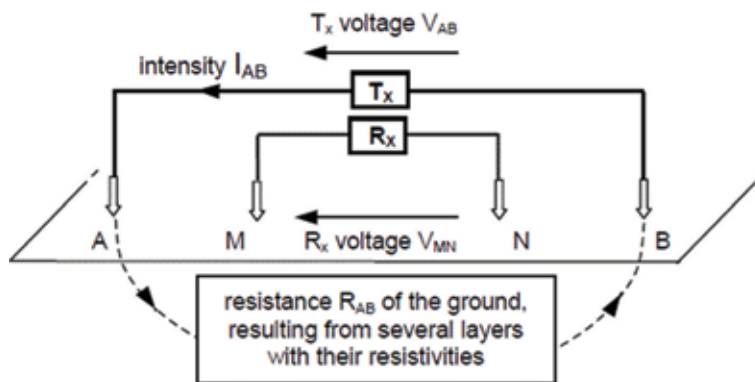 Tx voltage VAB
intensity IAB
Tx
Rx
A M Rx voltage VMN N B
resistance RAB of the ground,
resulting from several layers
with their resistivities